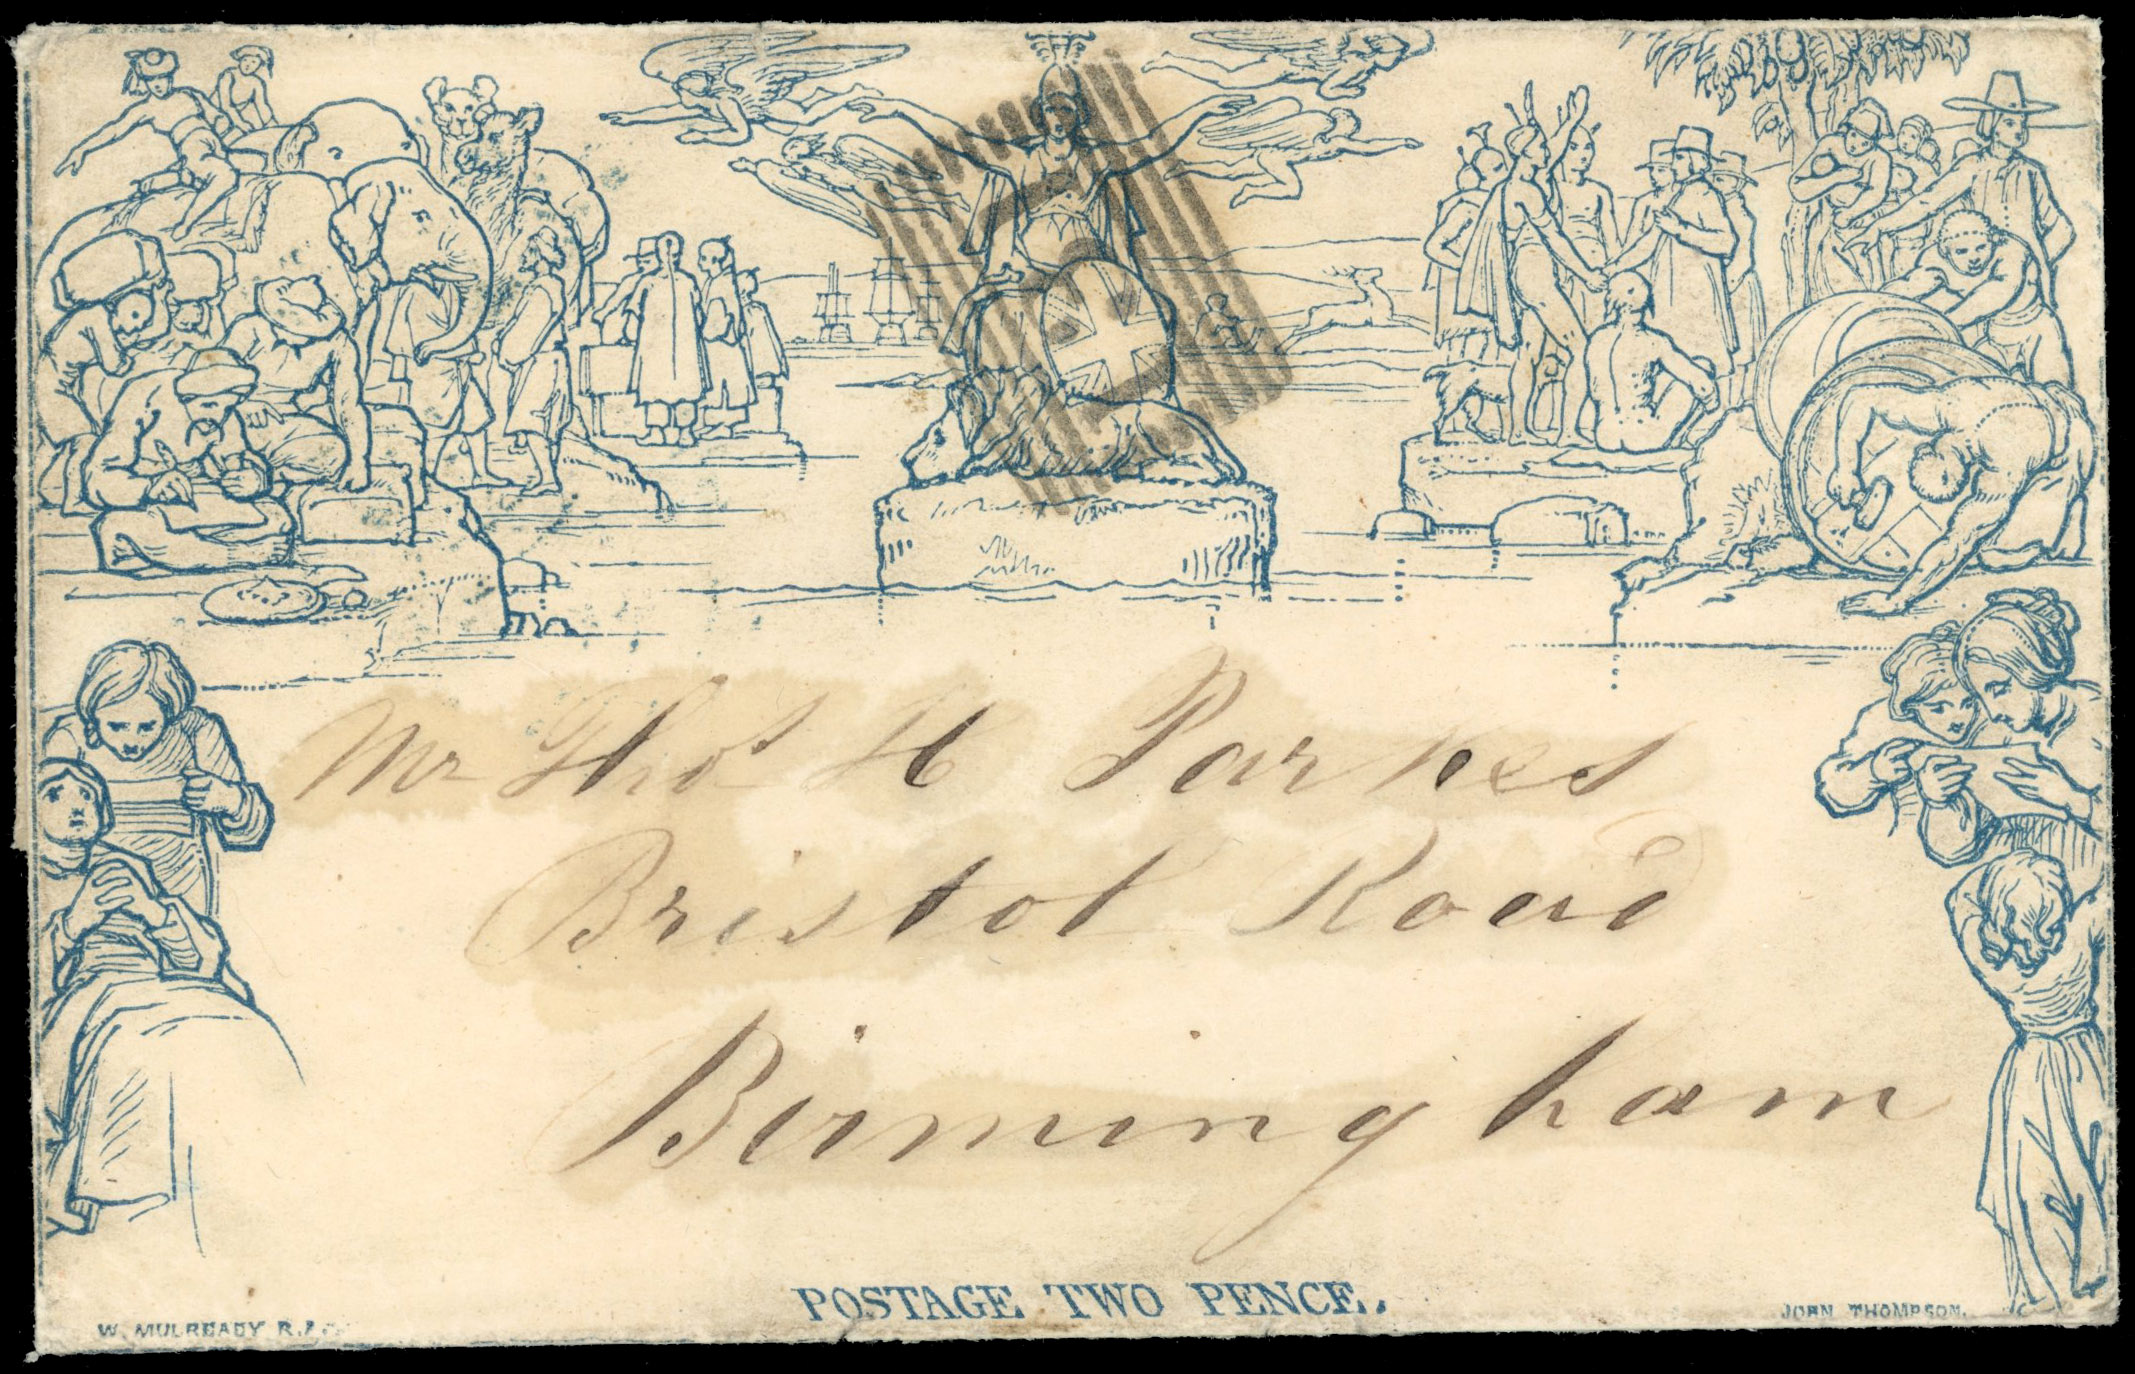 Mr Thos H Parkes
Bristol Road
Birmingham
POSTAGE TWO PENCE.
W. MULREADY R.A.
JOHN THOMPSON.